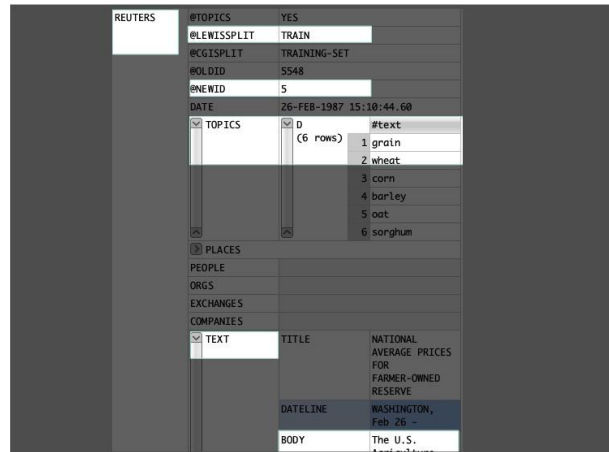 REUTERS @TOPICS YES
@LEWISSPLIT TRAIN
@CGISPLIT TRAINING-SET
@OLDID 5548
@NEWID 5
DATE 26-FEB-1987 15:10:44.60
TOPICS D #text
(6 rows) 1 grain
2 wheat
3 corn
4 barley
5 oat
6 sorghum
PLACES
PEOPLE
ORGS
EXCHANGES
COMPANIES
TEXT TITLE NATIONAL
AVERAGE PRICES
FOR
FARMER-OWNED
RESERVE
DATELINE WASHINGTON,
Feb 26 -
BODY The U.S.
Agriculture